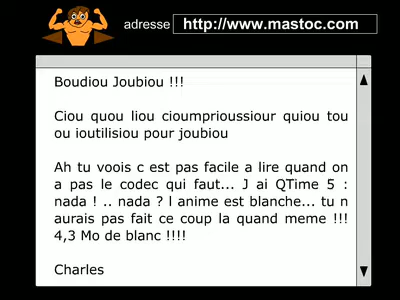 adresse http://www.mastoc.com
Boudiou Joubiou !!!
Ciou quou liou cioumprioussiour quiou tou
ou ioutilisiou pour joubiou
Ah tu voois c est pas facile a lire quand on
a pas le codec qui faut... J ai QTime 5 :
nada ! .. nada ? l anime est blanche... tu n
aurais pas fait ce coup la quand meme !!!
4,3 Mo de blanc !!!!
Charles